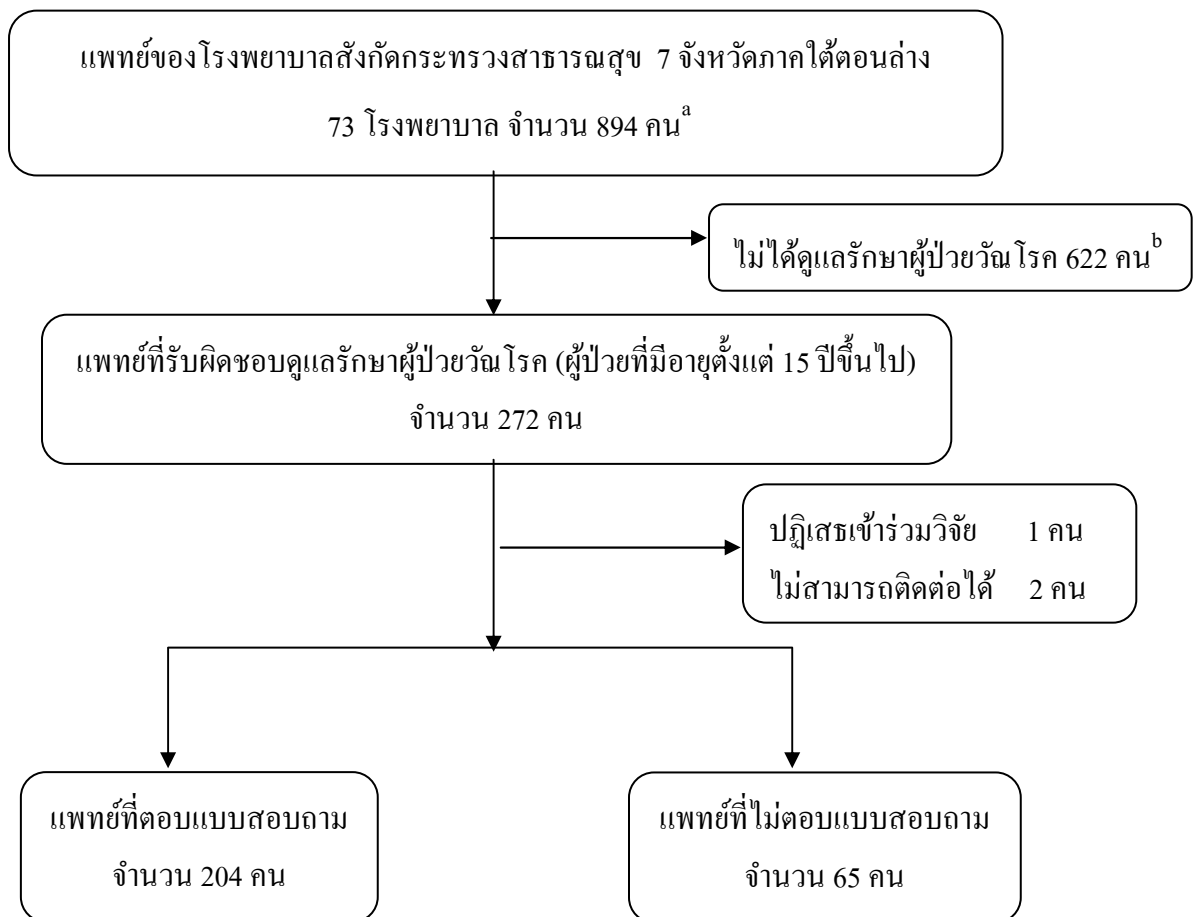 แพทย์ของโรงพยาบาลสังกัดกระทรวงสาธารณสุข 7 จังหวัดภาคใต้ตอนล่าง
73 โรงพยาบาล จำนวน 894 คนa
ไม่ได้ดูแลรักษาผู้ป่วยวัณโรค 622 คนb
แพทย์ที่รับผิดชอบดูแลรักษาผู้ป่วยวัณโรค (ผู้ป่วยที่มีอายุตั้งแต่ 15 ปีขึ้นไป)
จำนวน 272 คน
ปฏิเสธเข้าร่วมวิจัย 1 คน
ไม่สามารถติดต่อได้ 2 คน
แพทย์ที่ตอบแบบสอบถาม
จำนวน 204 คน
แพทย์ที่ไม่ตอบแบบสอบถาม
จำนวน 65 คน